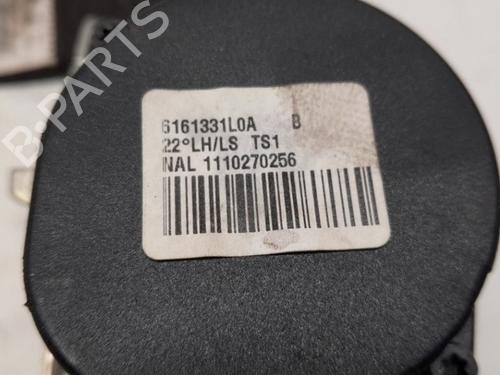 B-PARTS
6161331L0A B
22°LH/LS TS1
NAL 1110270256